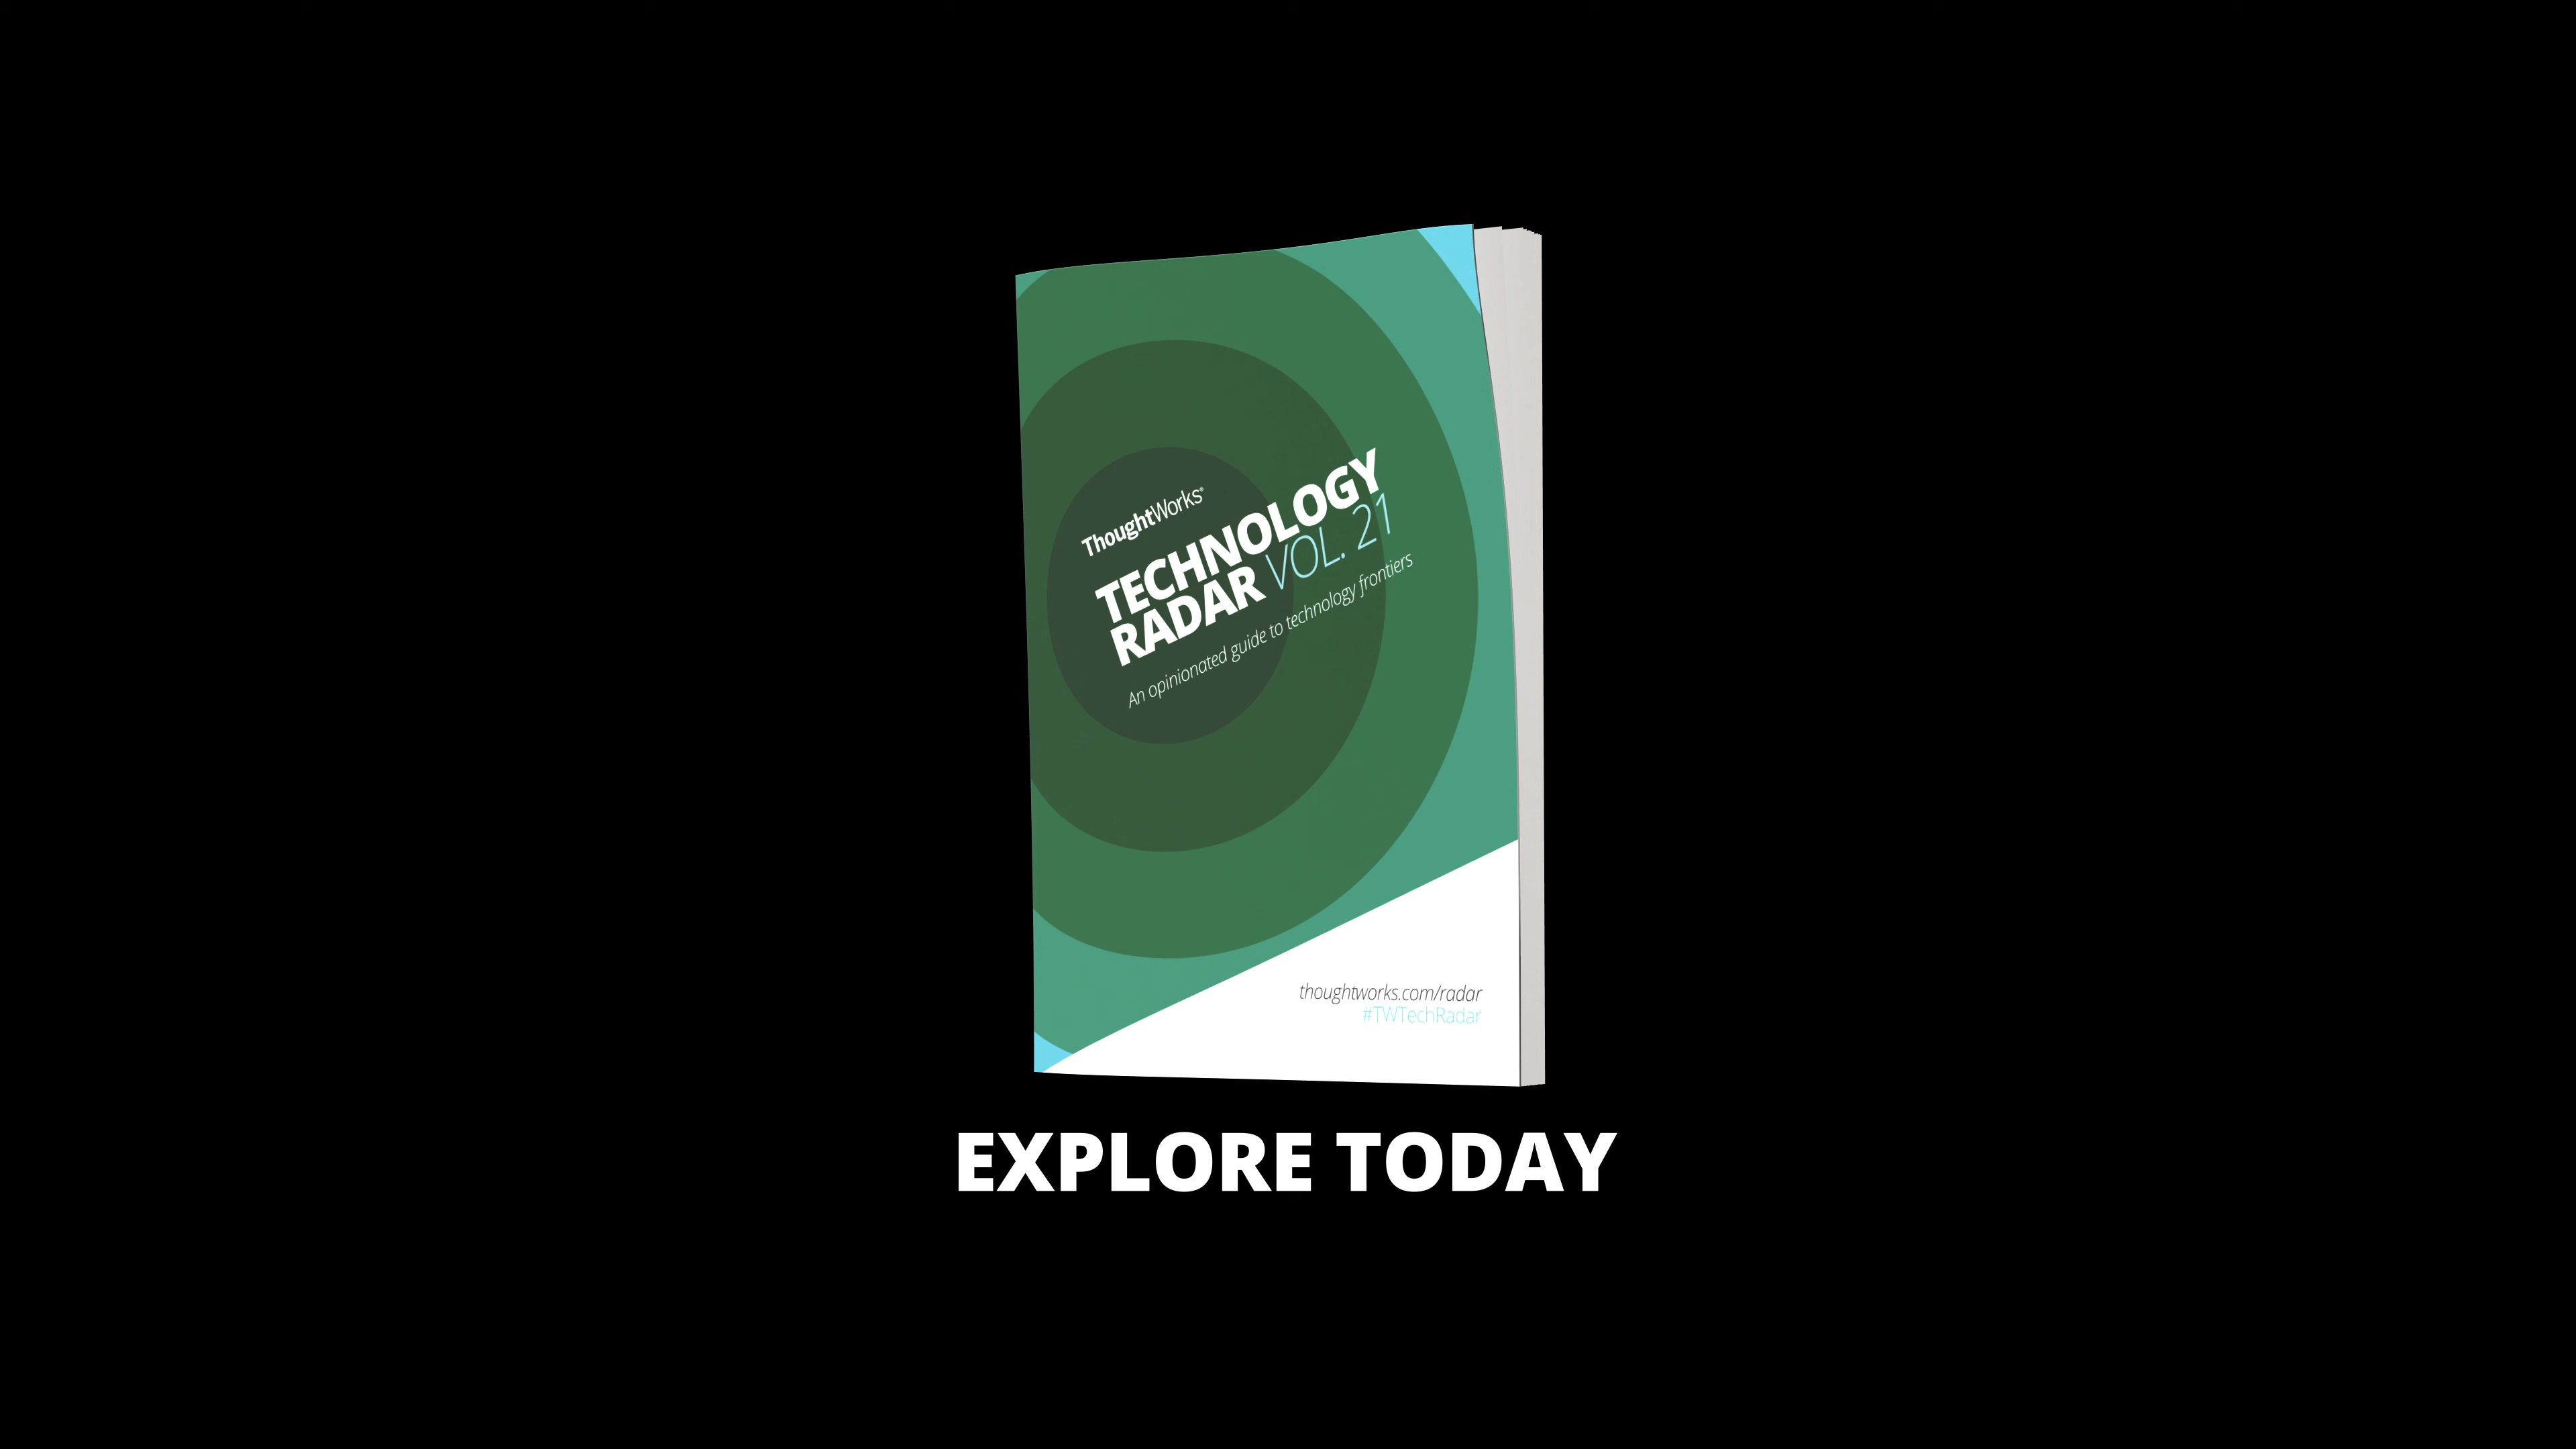 ThoughtWorks®
TECHNOLOGY
RADAR VOL. 21
An opinionated guide to technology frontiers
thoughtworks.com/radar
#TWTechRadar
EXPLORE TODAY